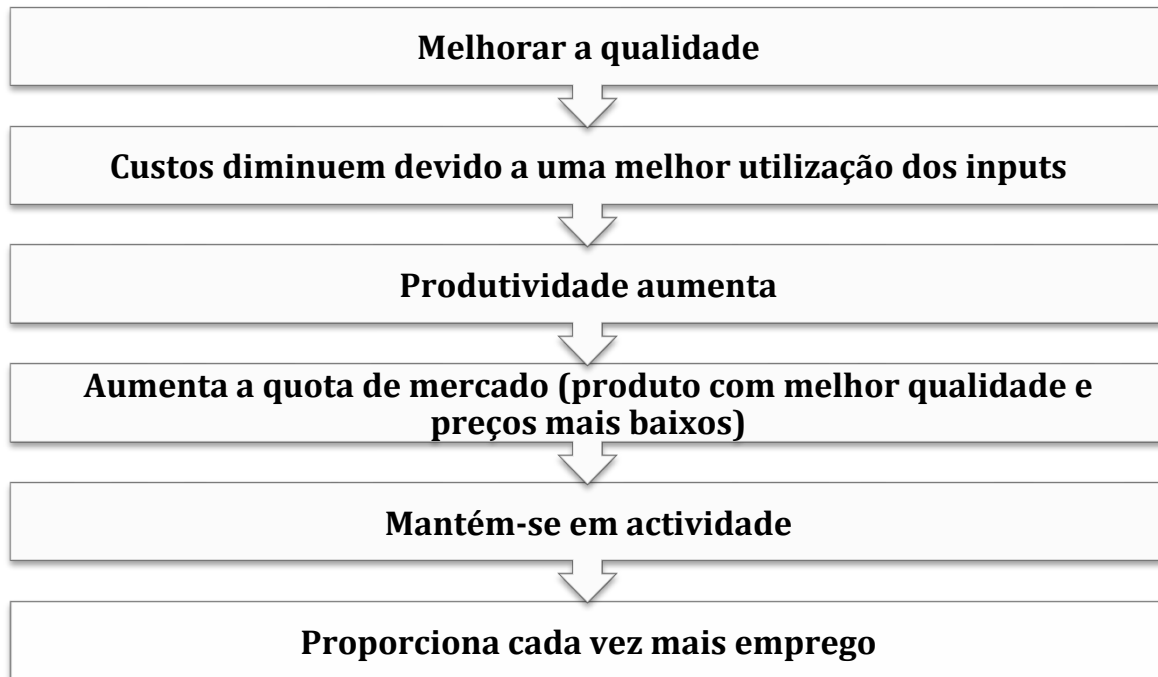 Melhorar a qualidade
Custos diminuem devido a uma melhor utilização dos inputs
Produtividade aumenta
Aumenta a quota de mercado (produto com melhor qualidade e
preços mais baixos)
Mantém-se em actividade
Proporciona cada vez mais emprego